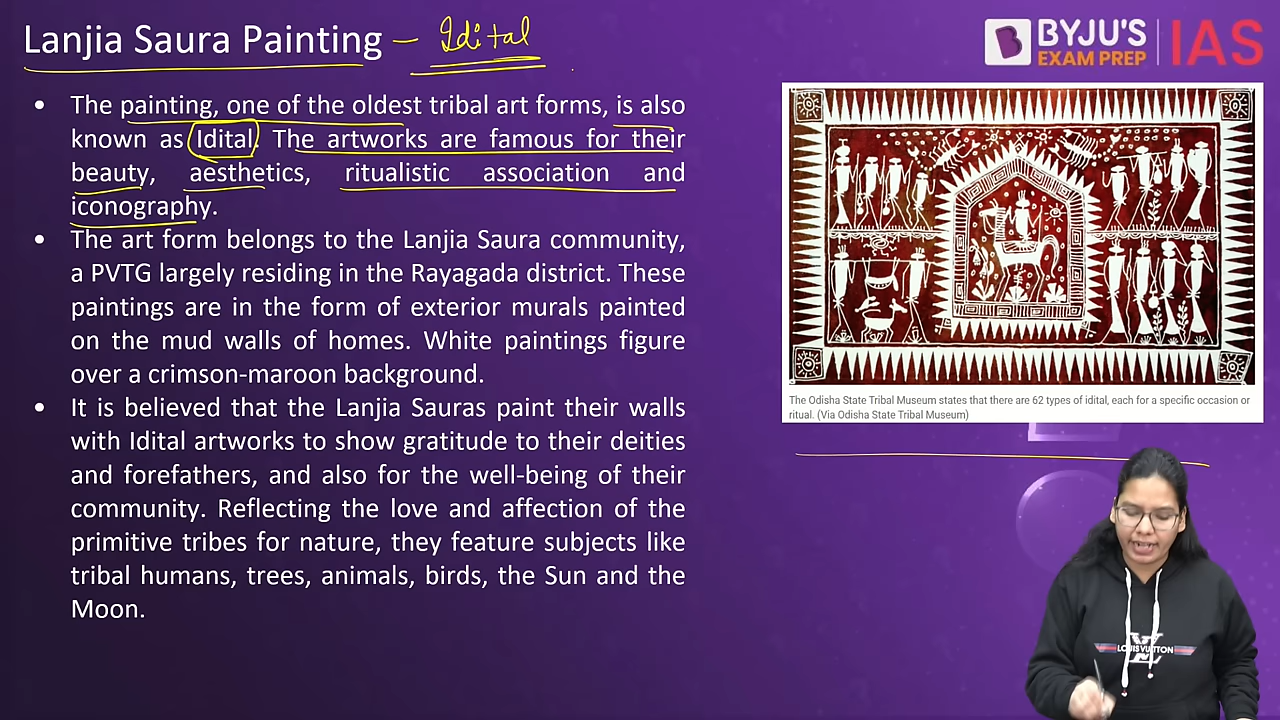 Lanjia Saura Painting – Idital
BYJU'S
EXAM PREP
IAS
• The painting, one of the oldest tribal art forms, is also
known as Idital. The artworks are famous for their
beauty, aesthetics, ritualistic association and
iconography.
• The art form belongs to the Lanjia Saura community,
a PVTG largely residing in the Rayagada district. These
paintings are in the form of exterior murals painted
on the mud walls of homes. White paintings figure
over a crimson-maroon background.
• It is believed that the Lanjia Sauras paint their walls
with Idital artworks to show gratitude to their deities
and forefathers, and also for the well-being of their
community. Reflecting the love and affection of the
primitive tribes for nature, they feature subjects like
tribal humans, trees, animals, birds, the Sun and the
Moon.
The Odisha State Tribal Museum states that there are 62 types of idital, each for a specific occasion or
ritual. (Via Odisha State Tribal Museum)
LOUIS VUITTON